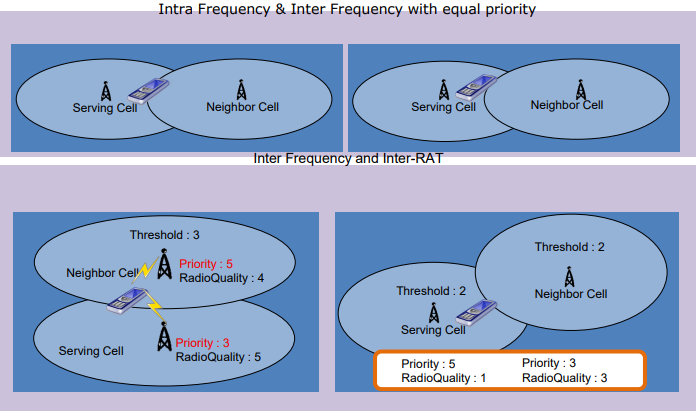 Intra Frequency & Inter Frequency with equal priority
Serving Cell
Neighbor Cell
Serving Cell
Neighbor Cell
Inter Frequency and Inter-RAT
Threshold : 3
Priority : 5
Neighbor Cell
RadioQuality : 4
Priority : 3
Serving Cell
RadioQuality : 5
Threshold : 2
Neighbor Cell
Threshold : 2
Serving Cell
Priority : 5
RadioQuality : 1
Priority : 3
RadioQuality : 3